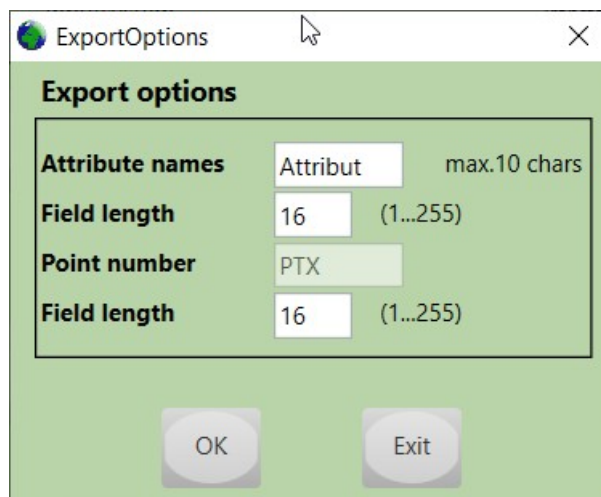 ExportOptions
Export options
Attribute names Attribut max.10 chars
Field length 16 (1...255)
Point number PTX
Field length 16 (1...255)
OK Exit